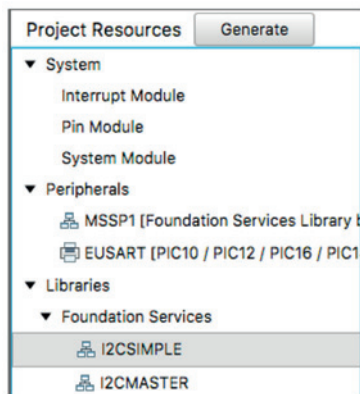 Project Resources Generate
System
Interrupt Module
Pin Module
System Module
Peripherals
MSSP1 [Foundation Services Library
EUSART [PIC10 / PIC12 / PIC16 /
Libraries
Foundation Services
I2CSIMPLE
I2CMASTER